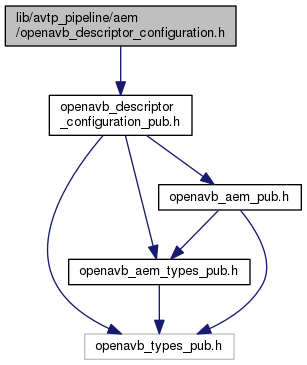 lib/avtp_pipeline/aem
/openavb_descriptor_configuration.h
openavb_descriptor
_configuration_pub.h
openavb_aem_pub.h
openavb_aem_types_pub.h
openavb_types_pub.h